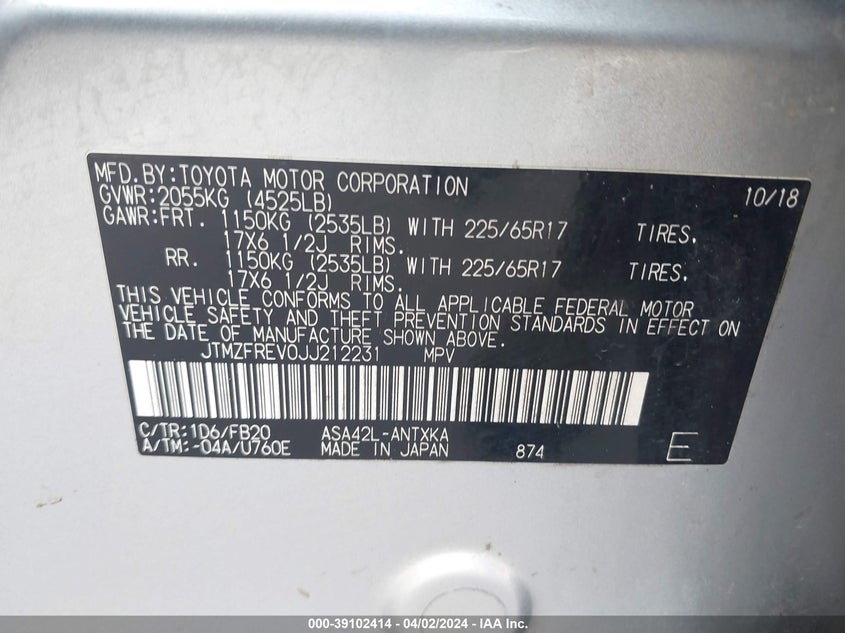 MFD.BY:TOYOTA MOTOR CORPORATION 10/18
GVWR:2055KG (4525LB)
GAWR:FRT. 1150KG (2535LB) WITH 225/65R17 TIRES.
17X6 1/2J RIMS.
RR. 1150KG (2535LB) WITH 225/65R17 TIRES.
17X6 1/2J RIMS.
THIS VEHICLE CONFORMS TO ALL APPLICABLE FEDERAL MOTOR
VEHICLE SAFETY AND THEFT PREVENTION STANDARDS IN EFFECT ON
THE DATE OF MANUFACTURE SHOWN ABOVE.
JTMZFREV0JJ212231 MPV
C/TR:1D6/FB20 ASA42L-ANTXKA
A/TM:-04A/U760E MADE IN JAPAN 874 E
000-39102414 - 04/02/2024 - IAA, Inc.